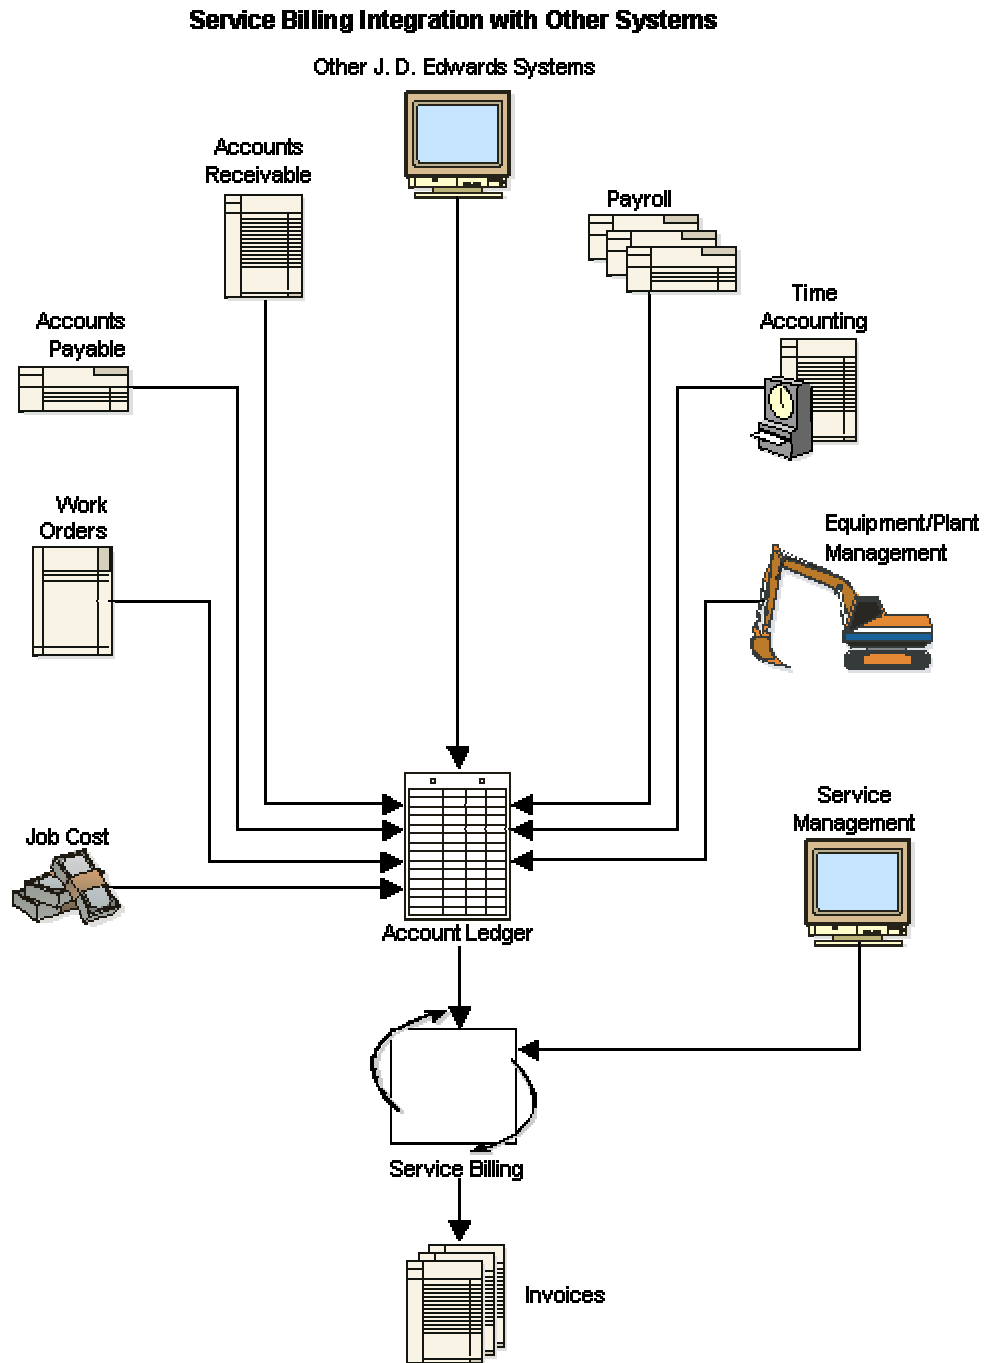 Service Billing Integration with Other Systems
Other J. D. Edwards Systems
Accounts
Receivable
Payroll
Time
Accounting
Accounts
Payable
Work
Orders
Equipment/Plant
Management
Service
Management
Job Cost
Account Ledger
Service Billing
Invoices